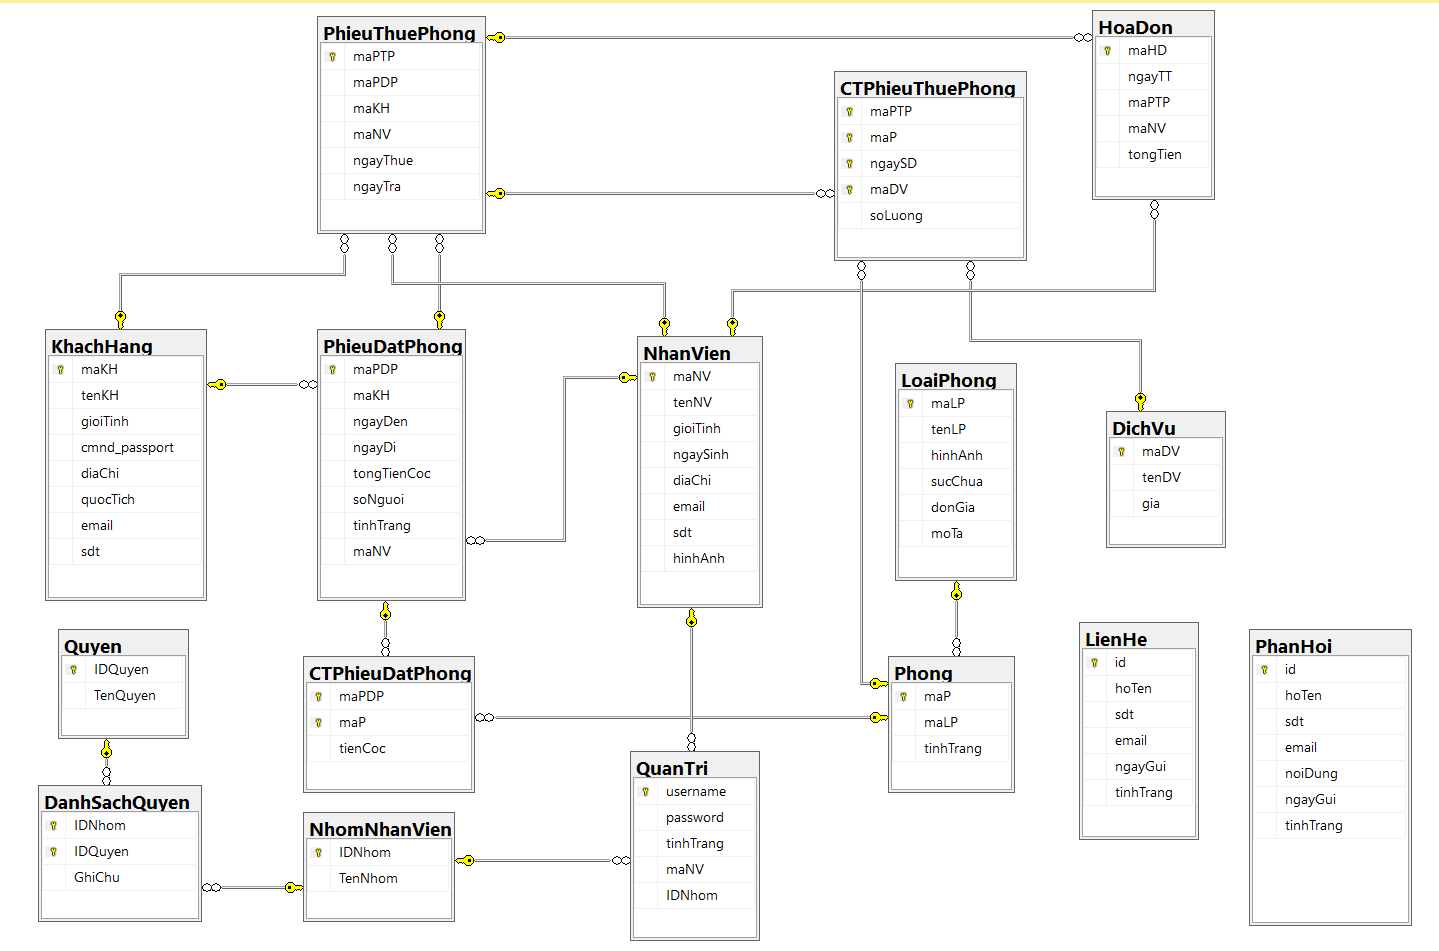 PhieuThuePhong
maPTP
maPDP
maKH
maNV
ngayThue
ngayTra
HoaDon
maHD
ngayTT
maPTP
maNV
tongTien
CTPhieuThuePhong
maPTP
maP
ngaySD
maDV
soLuong
KhachHang
maKH
tenKH
gioiTinh
cmnd_passport
diaChi
quocTich
email
sdt
PhieuDatPhong
maPDP
maKH
ngayDen
ngayDi
tongTienCoc
soNguoi
tinhTrang
maNV
NhanVien
maNV
tenNV
gioiTinh
ngaySinh
diaChi
email
sdt
hinhAnh
LoaiPhong
maLP
tenLP
hinhAnh
sucChua
donGia
moTa
DichVu
maDV
tenDV
gia
Quyen
IDQuyen
TenQuyen
CTPhieuDatPhong
maPDP
maP
tienCoc
Phong
maP
maLP
tinhTrang
LienHe
id
hoTen
sdt
email
ngayGui
tinhTrang
PhanHoi
id
hoTen
sdt
email
noiDung
ngayGui
tinhTrang
DanhSachQuyen
IDNhom
IDQuyen
GhiChu
NhomNhanVien
IDNhom
TenNhom
QuanTri
username
password
tinhTrang
maNV
IDNhom